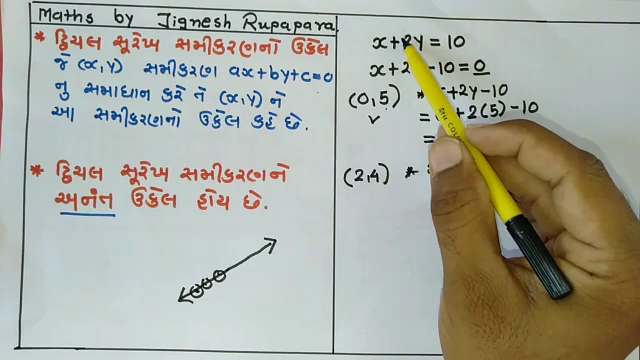 Maths by Jignesh Rupapara
* દ્વિચલ સૂરેખ સમીકરણનો ઉકેલ
જે (x,y) સમીકરણ ax+by+c=0
નુ સમાધાન કરે તે (x,y) ને
આ સમીકરણનો ઉકેલ કહે છે.
* દ્વિચલ સૂરેખ સમીકરણને
અનંત ઉકેલ હોય છે.
x+2y = 10
x+2 -10 = 0
(0,5) * +2y-10
= +2(5)-10
=
(2,4) *